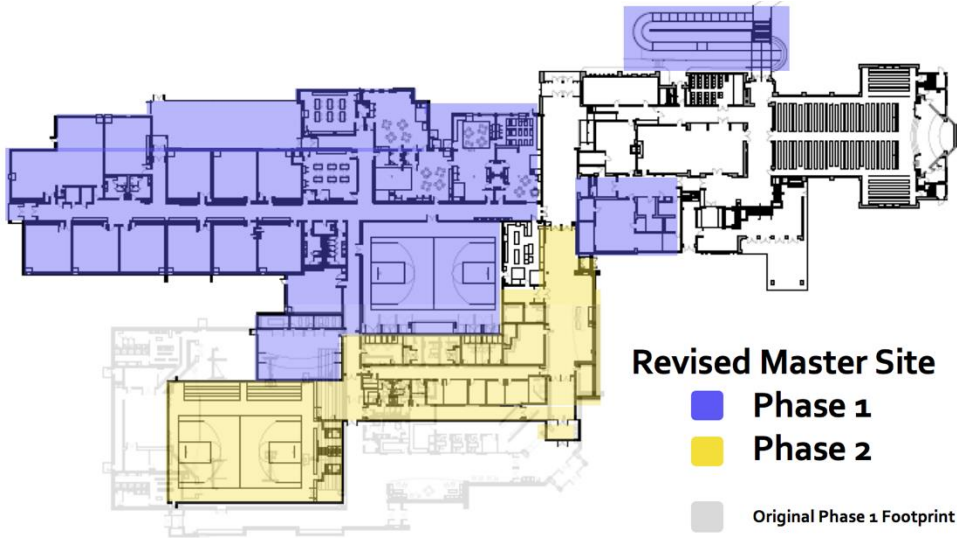 Revised Master Site
Phase 1
Phase 2
Original Phase 1 Footprint